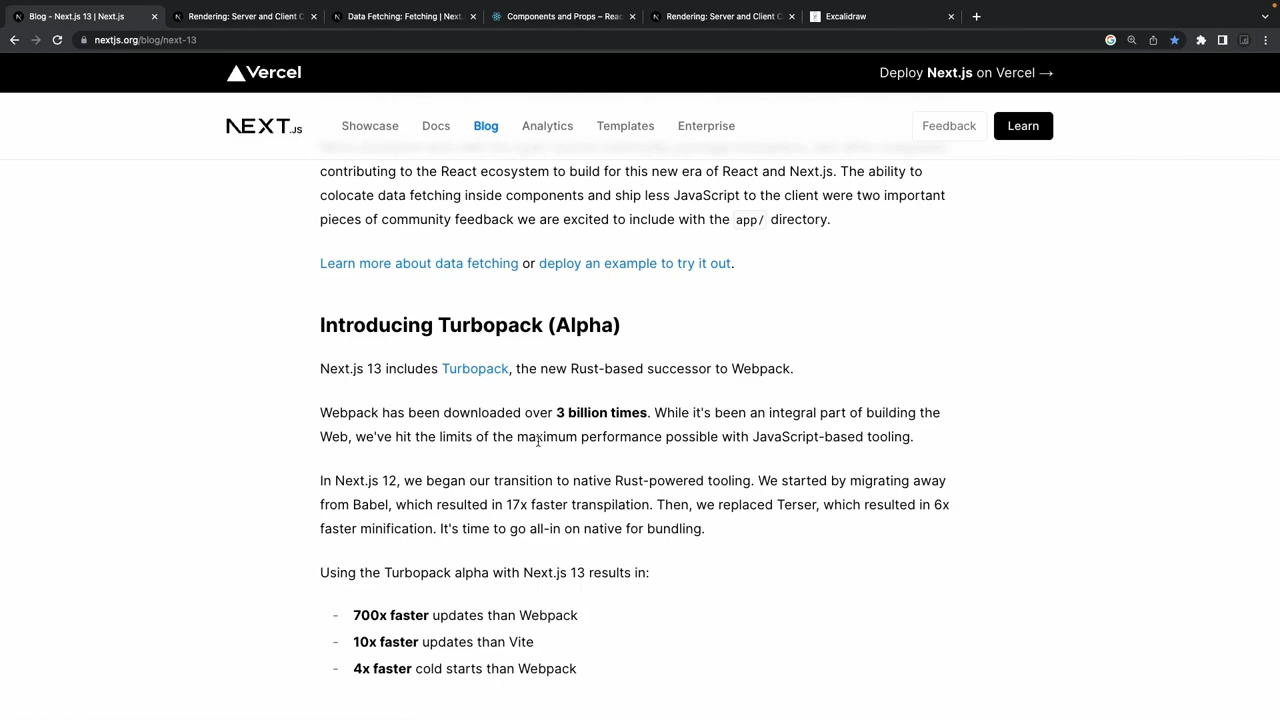 Blog - Next.js 13 | Next.js
Rendering: Server and Client C
Data Fetching: Fetching | Next.
Components and Props – Reac
Rendering: Server and Client C
Excalidraw
nextjs.org/blog/next-13
Vercel
Deploy Next.js on Vercel →
NEXT.JS
Showcase
Docs
Blog
Analytics
Templates
Enterprise
Feedback
Learn
contributing to the React ecosystem to build for this new era of React and Next.js. The ability to
colocate data fetching inside components and ship less JavaScript to the client were two important
pieces of community feedback we are excited to include with the app/ directory.
Learn more about data fetching or deploy an example to try it out.
Introducing Turbopack (Alpha)
Next.js 13 includes Turbopack, the new Rust-based successor to Webpack.
Webpack has been downloaded over 3 billion times. While it's been an integral part of building the
Web, we've hit the limits of the maximum performance possible with JavaScript-based tooling.
In Next.js 12, we began our transition to native Rust-powered tooling. We started by migrating away
from Babel, which resulted in 17x faster transpilation. Then, we replaced Terser, which resulted in 6x
faster minification. It's time to go all-in on native for bundling.
Using the Turbopack alpha with Next.js 13 results in:
- 700x faster updates than Webpack
- 10x faster updates than Vite
- 4x faster cold starts than Webpack